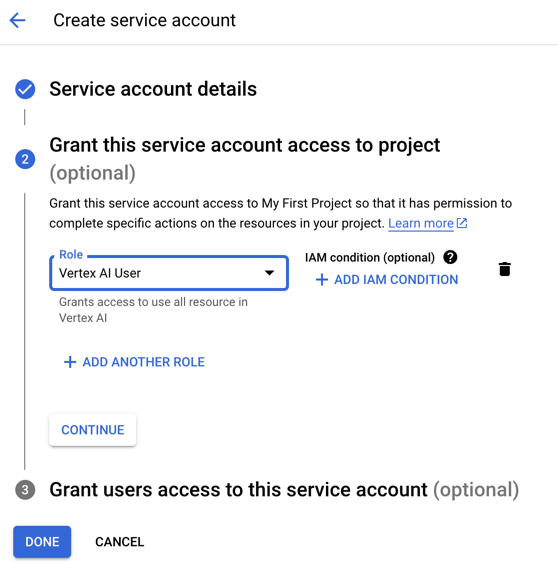 Create service account
Service account details
2
Grant this service account access to project
(optional)
Grant this service account access to My First Project so that it has permission to
complete specific actions on the resources in your project. Learn more
Role
Vertex AI User
IAM condition (optional) ?
+ ADD IAM CONDITION
Grants access to use all resource in
Vertex AI
+ ADD ANOTHER ROLE
CONTINUE
3 Grant users access to this service account (optional)
DONE CANCEL